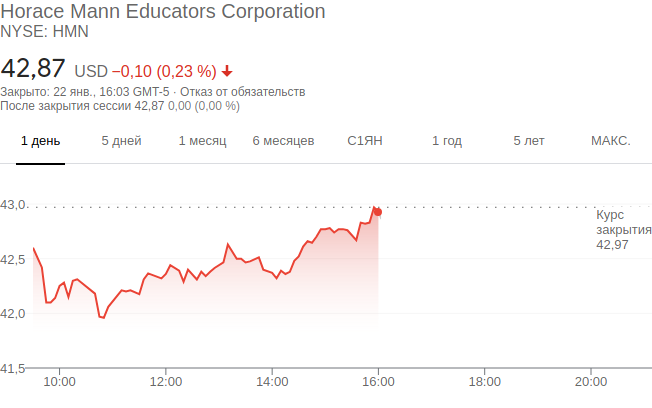 Horace Mann Educators Corporation
NYSE: HMN
42,87 USD −0,10 (0,23 %)
Закрыто: 22 янв., 16:03 GMT-5 · Отказ от обязательств
После закрытия сессии 42,87 0,00 (0,00 %)
1 день 5 дней 1 месяц 6 месяцев С1ЯН 1 год 5 лет МАКС.
43,0
Курс
закрытия
42,97
42,5
42,0
41,5
10:00 12:00 14:00 16:00 18:00 20:00